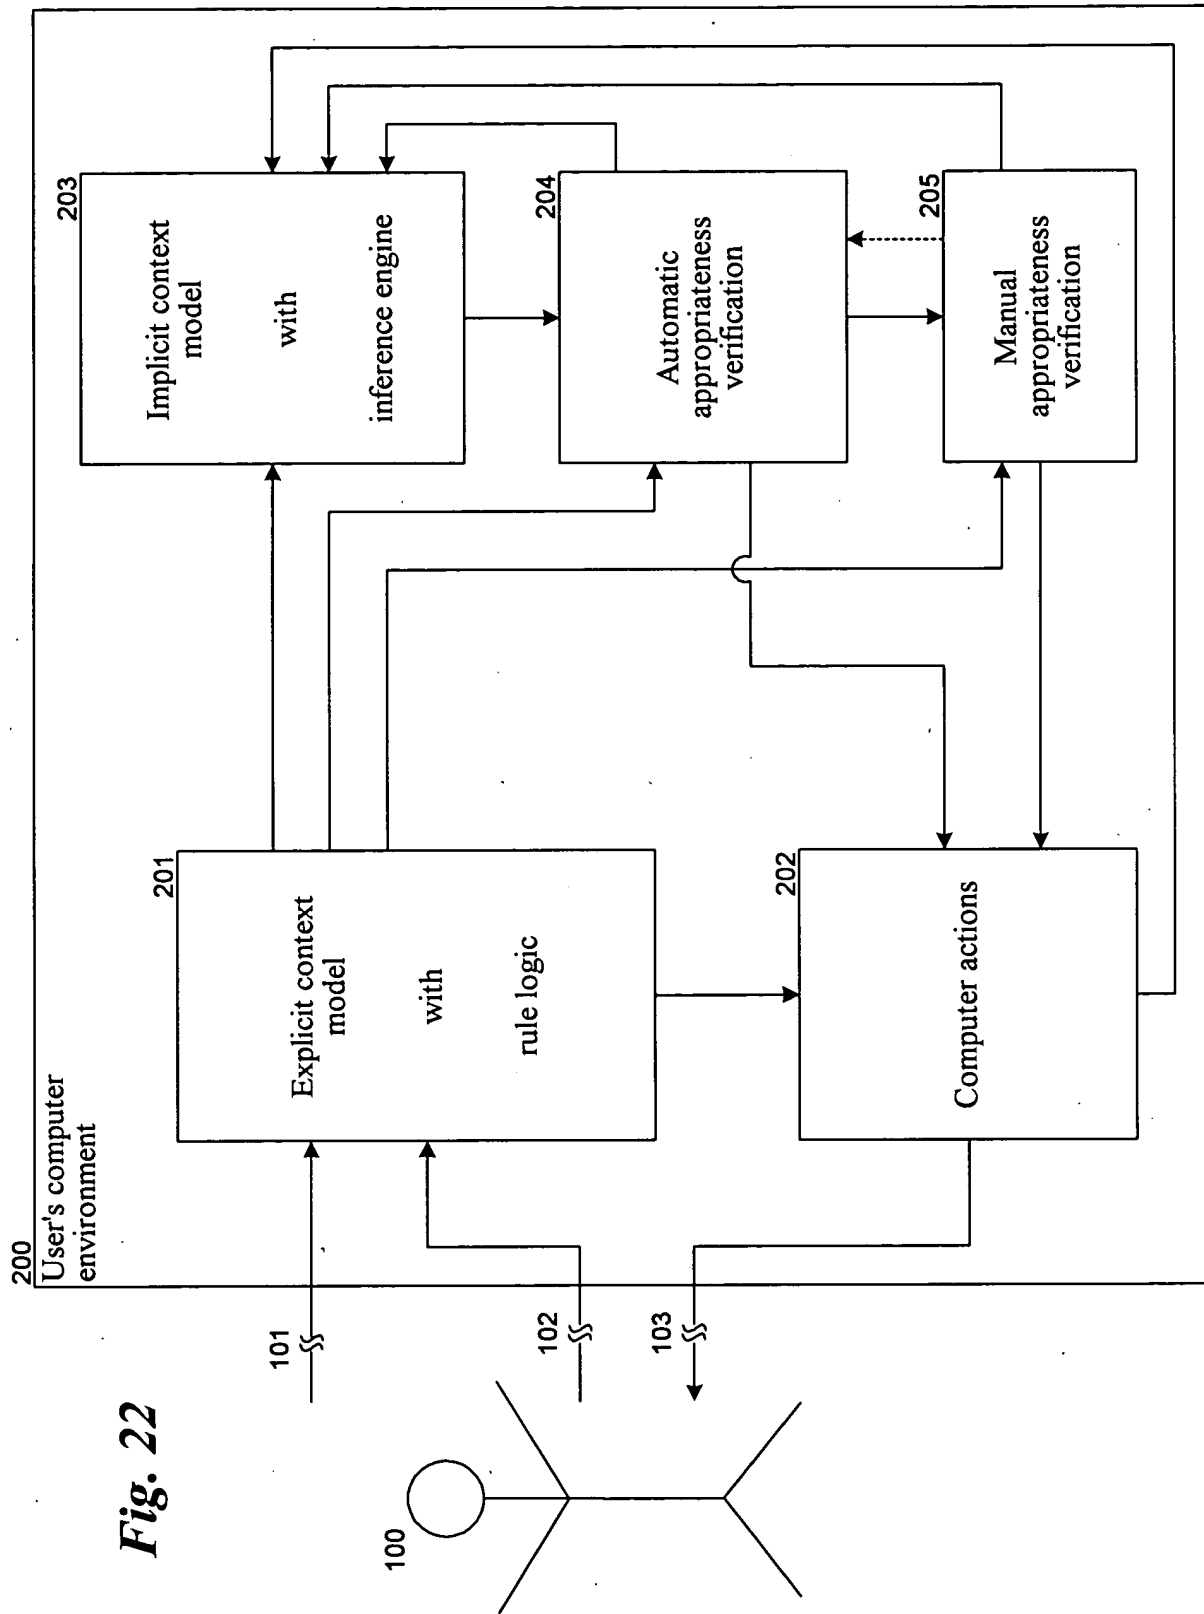 200
User's computer
environment
203
Implicit context
model
with
inference engine
204
Automatic
appropriateness
verification
205
Manual
appropriateness
verification
201
Explicit context
model
with
rule logic
202
Computer actions
101
102
103
Fig. 22
100